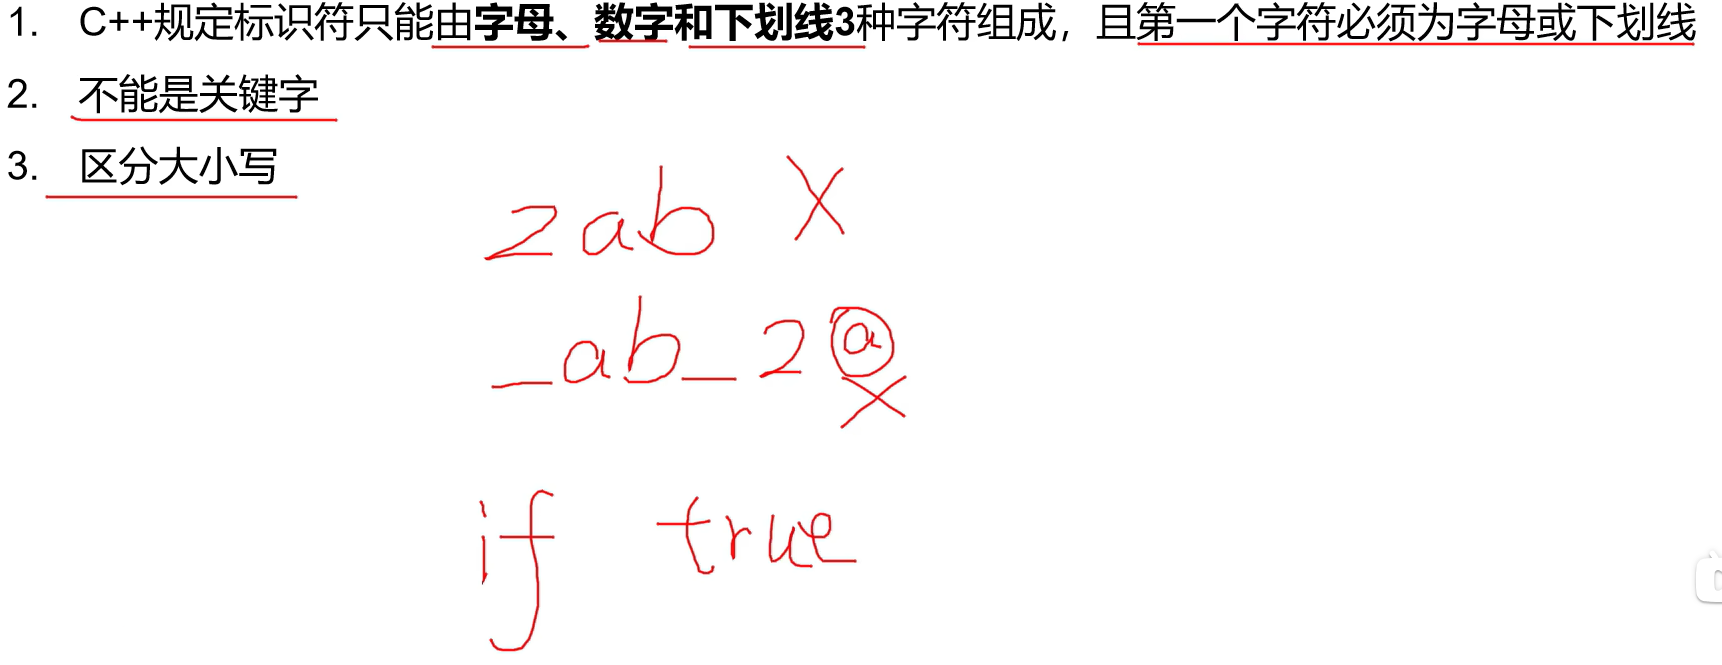 1. C++规定标识符只能由字母、数字和下划线3种字符组成，且第一个字符必须为字母或下划线
2. 不能是关键字
3. 区分大小写
2ab X
_ab_2@
X
if true